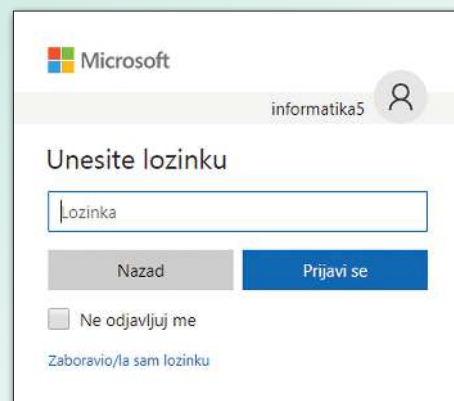 Microsoft
informatika5
Unesite lozinku
Lozinka
Nazad Prijavi se
Ne odjavljuj me
Zaboravio/la sam lozinku